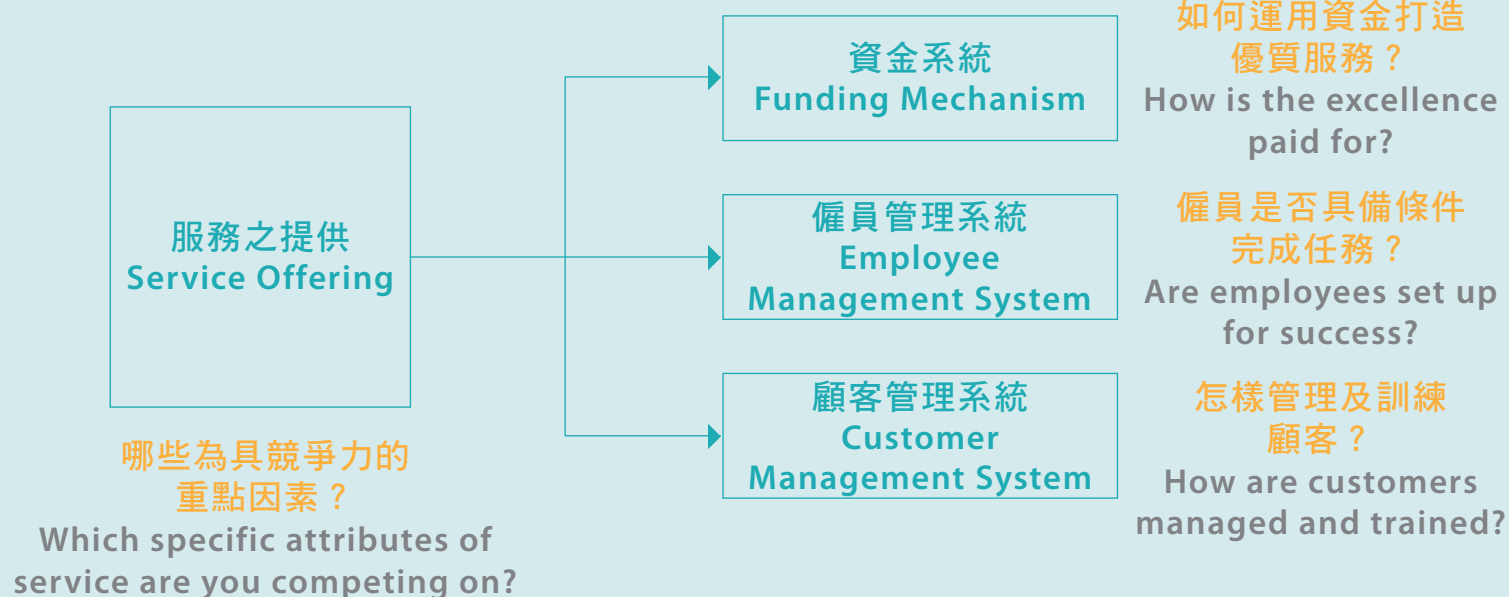 服務之提供
Service Offering
哪些為具競爭力的
重點因素？
Which specific attributes of
service are you competing on?
資金系統
Funding Mechanism
如何運用資金打造
優質服務？
How is the excellence
paid for?
僱員管理系統
Employee
Management System
僱員是否具備條件
完成任務？
Are employees set up
for success?
顧客管理系統
Customer
Management System
怎樣管理及訓練
顧客？
How are customers
managed and trained?